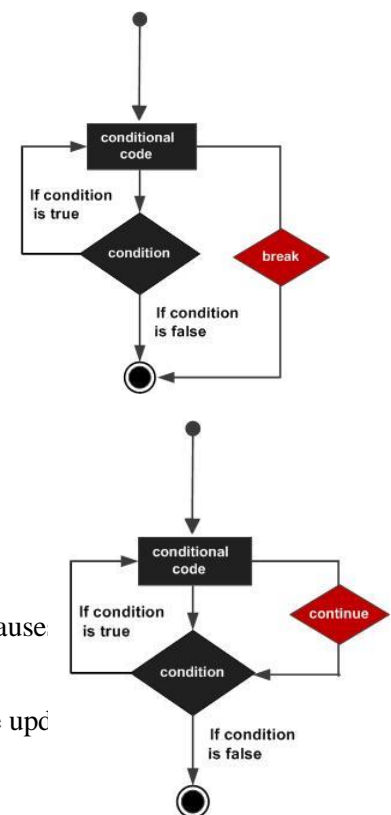 conditional
code
If condition
is true
condition
break
If condition
is false
conditional
code
If condition
is true
continue
condition
If condition
is false